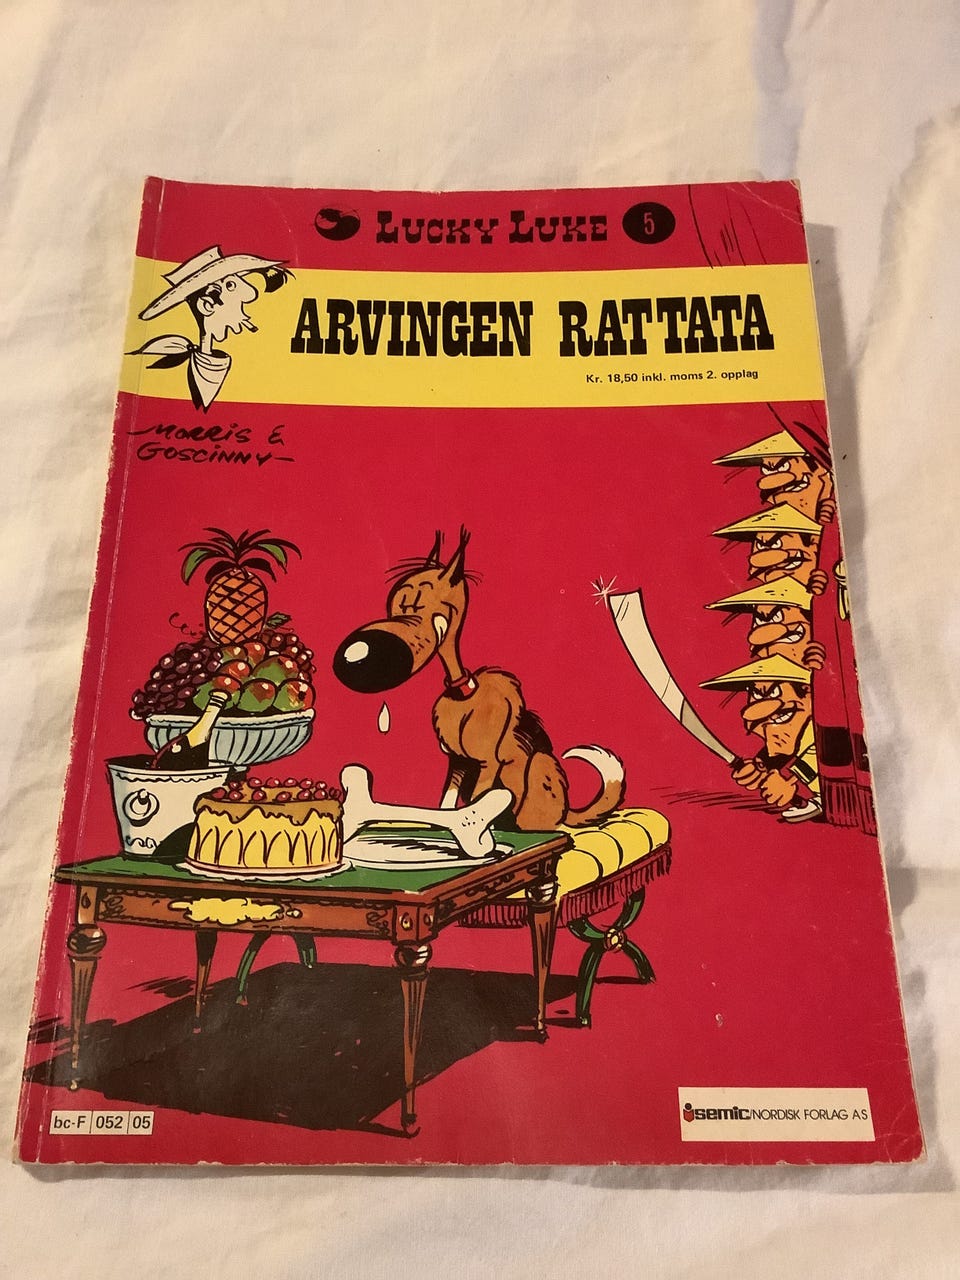 LUCKY LUKE 5
ARVINGEN RATTATA
Kr. 18,50 inkl. moms 2. opplag
MORRIS &
GOSCINNY
bc-F 052 05
semic/NORDISK FORLAG A.S